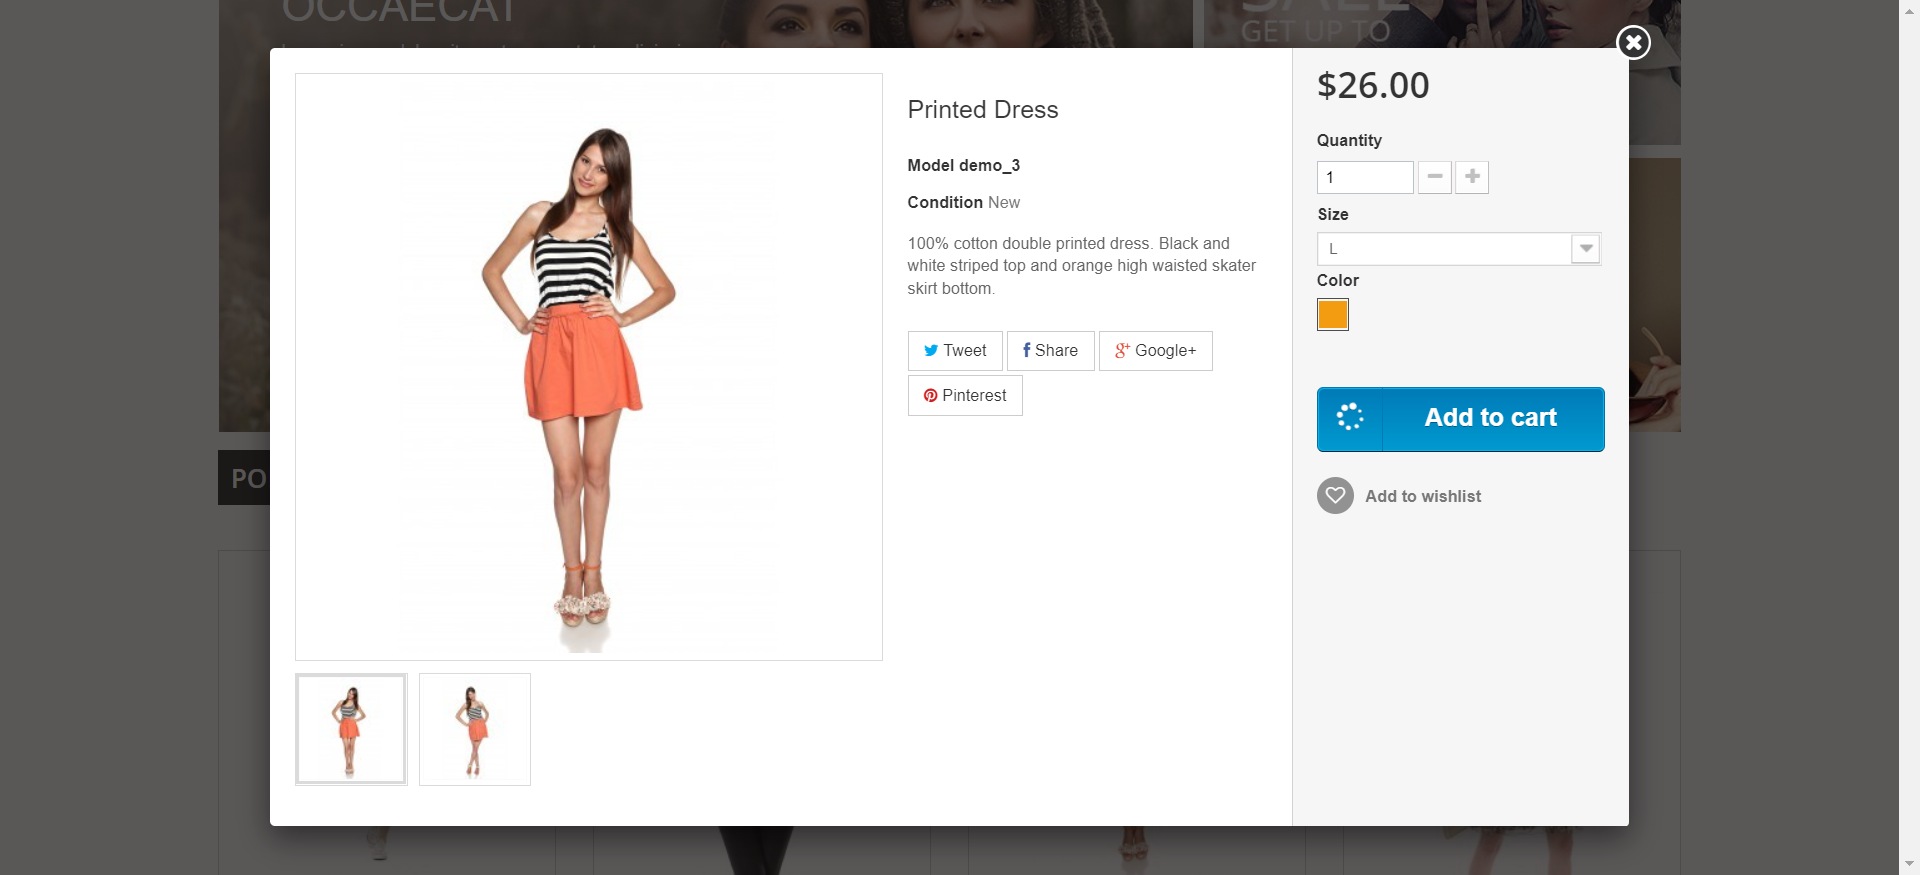 OCCAECAT
SALE
GET UP TO
Printed Dress
Model demo_3
Condition New
100% cotton double printed dress. Black and
white striped top and orange high waisted skater
skirt bottom.
Tweet
Share
Google+
Pinterest
$26.00
Quantity
1
Size
L
Color
Add to cart
Add to wishlist
PO